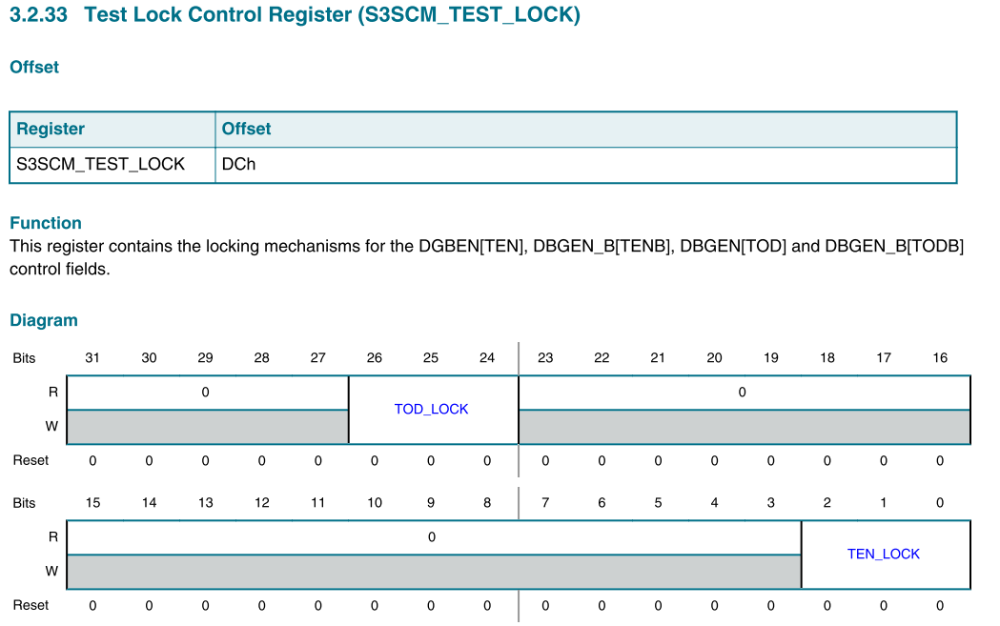 3.2.33 Test Lock Control Register (S3SCM_TEST_LOCK)
Offset
Register Offset
S3SCM_TEST_LOCK DCh
Function
This register contains the locking mechanisms for the DGBEN[TEN], DBGEN_B[TENB], DBGEN[TOD] and DBGEN_B[TODB]
control fields.
Diagram
Bits 31 30 29 28 27 26 25 24 23 22 21 20 19 18 17 16
R 0 TOD_LOCK 0
W
Reset 0 0 0 0 0 0 0 0 0 0 0 0 0 0 0 0
Bits 15 14 13 12 11 10 9 8 7 6 5 4 3 2 1 0
R 0 TEN_LOCK
W
Reset 0 0 0 0 0 0 0 0 0 0 0 0 0 0 0 0